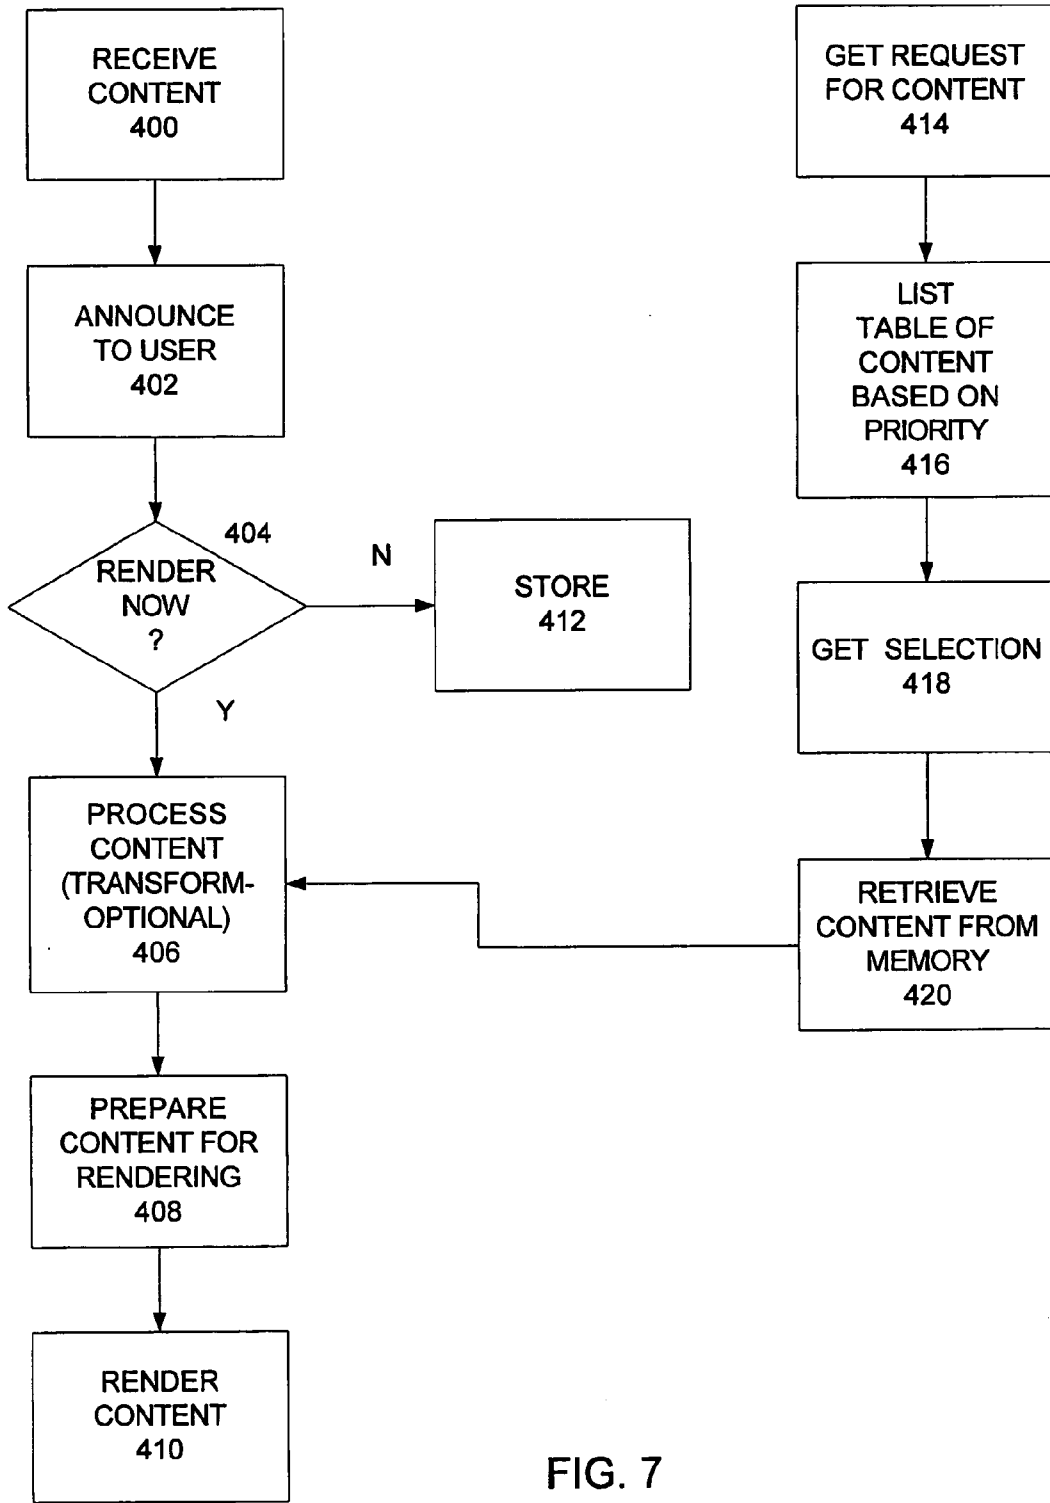 RECEIVE
CONTENT
400
ANNOUNCE
TO USER
402
404
RENDER
NOW
?
N
STORE
412
Y
PROCESS
CONTENT
(TRANSFORM-
OPTIONAL)
406
PREPARE
CONTENT FOR
RENDERING
408
RENDER
CONTENT
410
GET REQUEST
FOR CONTENT
414
LIST
TABLE OF
CONTENT
BASED ON
PRIORITY
416
GET SELECTION
418
RETRIEVE
CONTENT FROM
MEMORY
420
FIG. 7